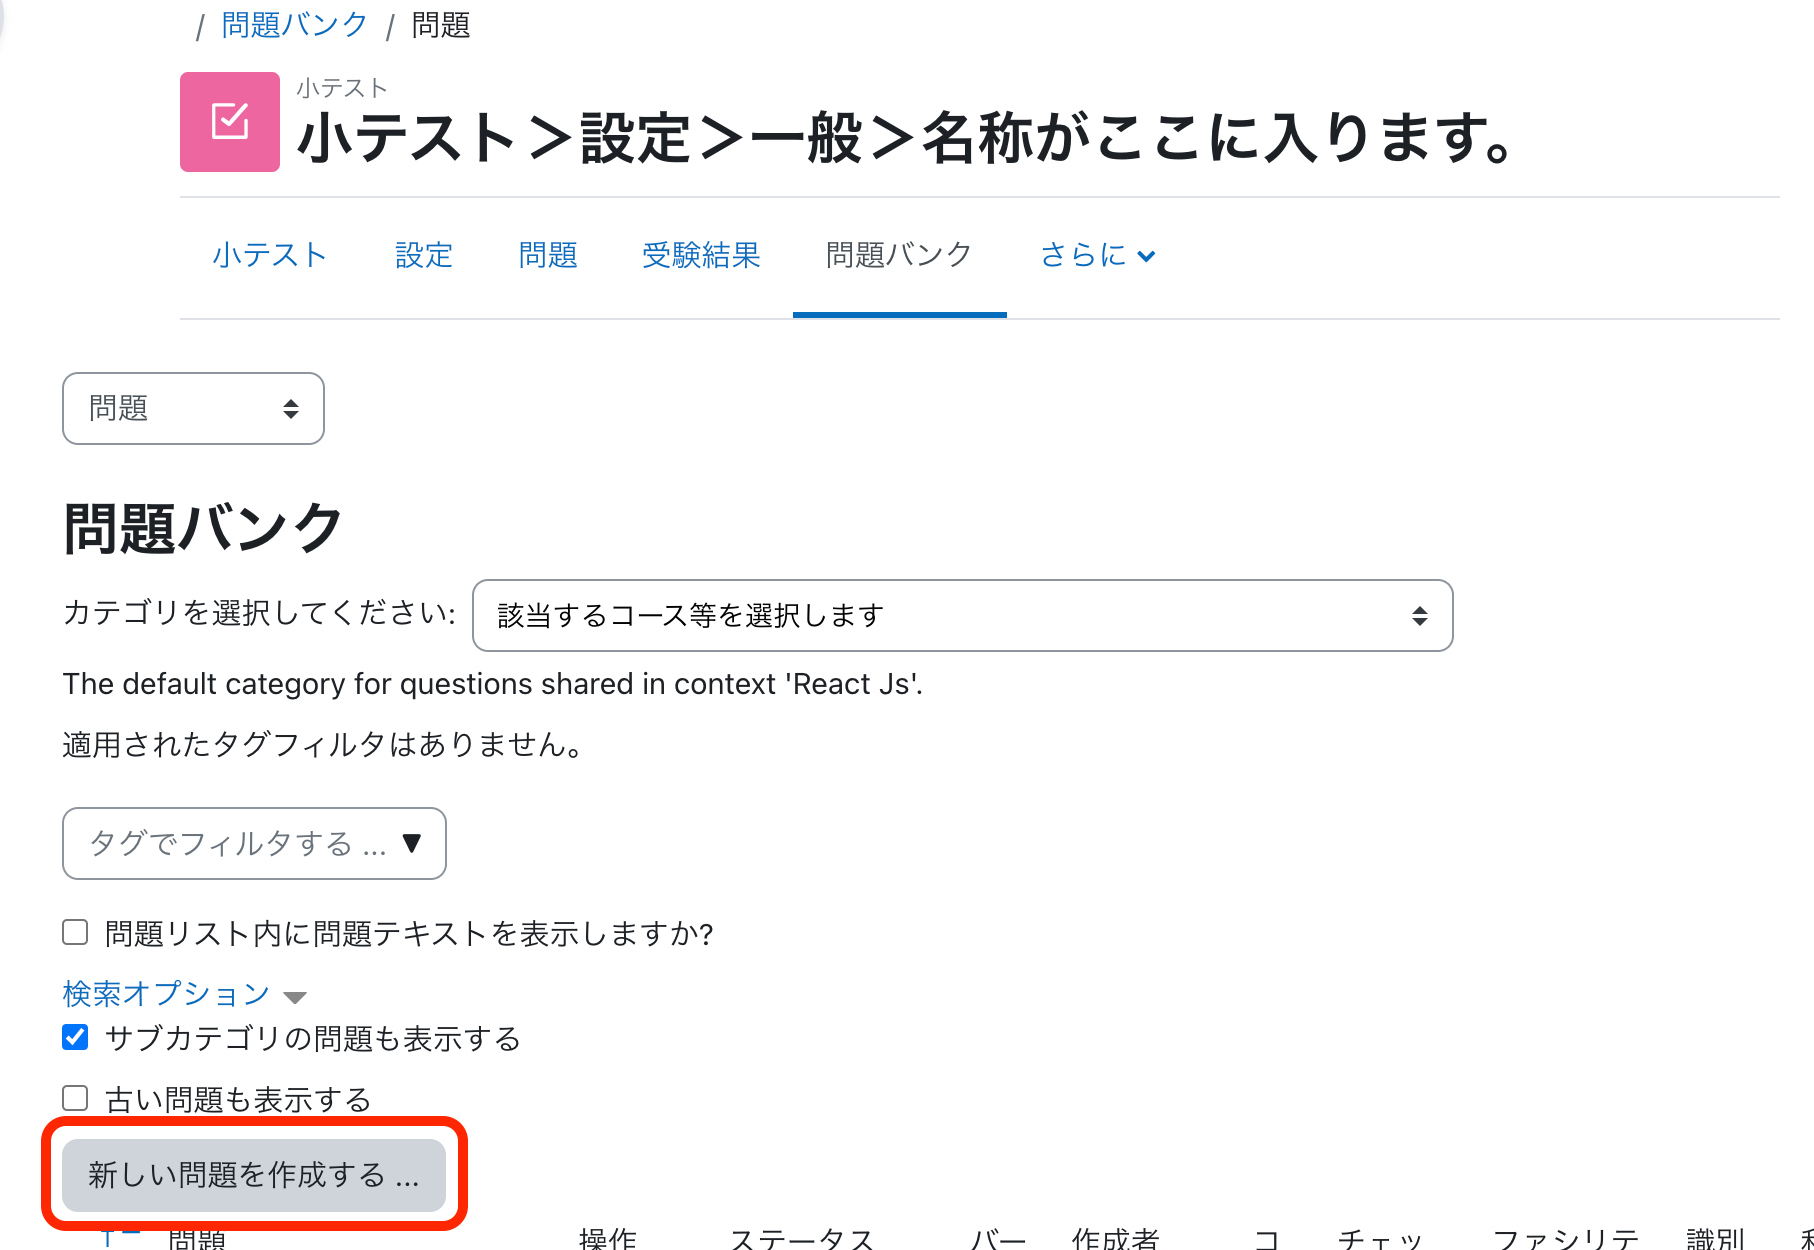 / 問題バンク / 問題
小テスト
小テスト＞設定＞一般＞名称がここに入ります。
小テスト 設定 問題 受験結果 問題バンク さらに
問題
問題バンク
カテゴリを選択してください: 該当するコース等を選択します
The default category for questions shared in context 'React Js'.
適用されたタグフィルタはありません。
タグでフィルタする ... ▼
問題リスト内に問題テキストを表示しますか?
検索オプション
サブカテゴリの問題も表示する
古い問題も表示する
新しい問題を作成する ...
問題 操作 ステータス バー 作成者 コ チェッ ファシリテ 識別